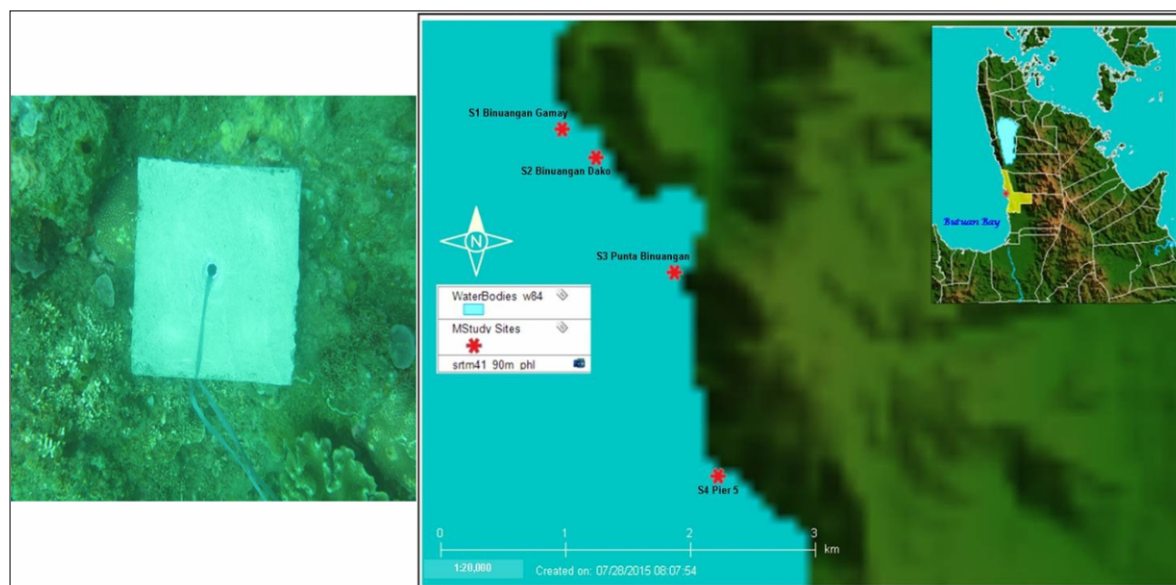 S1 Binuangan Gamay
S2 Binuangan Dako
S3 Punta Binuangan
N
WaterBodies_w84
MStudy Sites
srtm41_90m_phl
S4 Pier 5
0 1 2 3
km
1:20,000
Created on: 07/28/2015 08:07:54
Butuan Bay